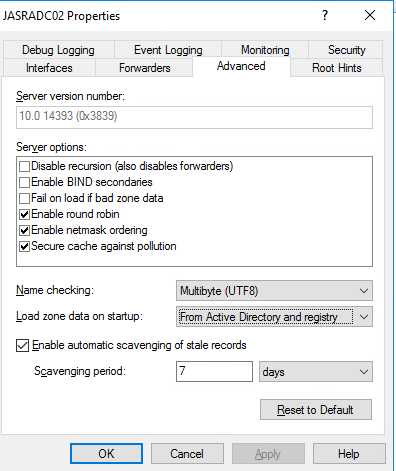 JASRADC02 Properties
?
Debug Logging Event Logging Monitoring Security
Interfaces Forwarders Advanced Root Hints
Server version number:
10.0 14393 (0x3839)
Server options:
Disable recursion (also disables forwarders)
Enable BIND secondaries
Fail on load if bad zone data
Enable round robin
Enable netmask ordering
Secure cache against pollution
Name checking: Multibyte (UTF8)
Load zone data on startup: From Active Directory and registry
Enable automatic scavenging of stale records
Scavenging period: 7 days
Reset to Default
OK Cancel Apply Help